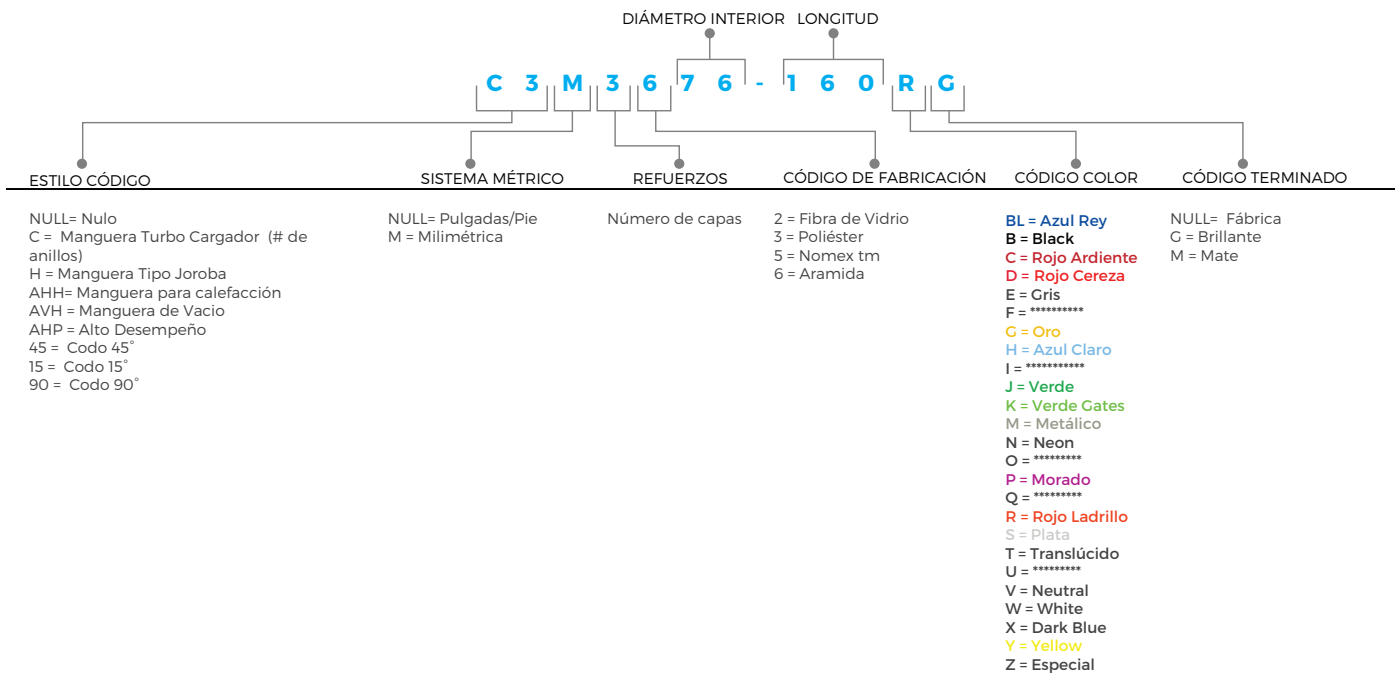 DIÁMETRO INTERIOR LONGITUD
C 3 M 3 6 7 6 - 1 6 0 R G
ESTILO CÓDIGO
NULL= Nulo
C = Manguera Turbo Cargador (# de
anillos)
H = Manguera Tipo Joroba
AHH= Manguera para calefacción
AVH = Manguera de Vacio
AHP = Alto Desempeño
45 = Codo 45°
15 = Codo 15°
90 = Codo 90°
SISTEMA MÉTRICO
NULL= Pulgadas/Pie
M = Milimétrica
REFUERZOS
Número de capas
CÓDIGO DE FABRICACIÓN
2 = Fibra de Vidrio
3 = Poliéster
5 = Nomex tm
6 = Aramida
CÓDIGO COLOR
BL = Azul Rey
B = Black
C = Rojo Ardiente
D = Rojo Cereza
E = Gris
F = **********
G = Oro
H = Azul Claro
I = ***********
J = Verde
K = Verde Gates
M = Metálico
N = Neon
O = *********
P = Morado
Q = *********
R = Rojo Ladrillo
S = Plata
T = Translúcido
U = *********
V = Neutral
W = White
X = Dark Blue
Y = Yellow
Z = Especial
CÓDIGO TERMINADO
NULL= Fábrica
G = Brillante
M = Mate